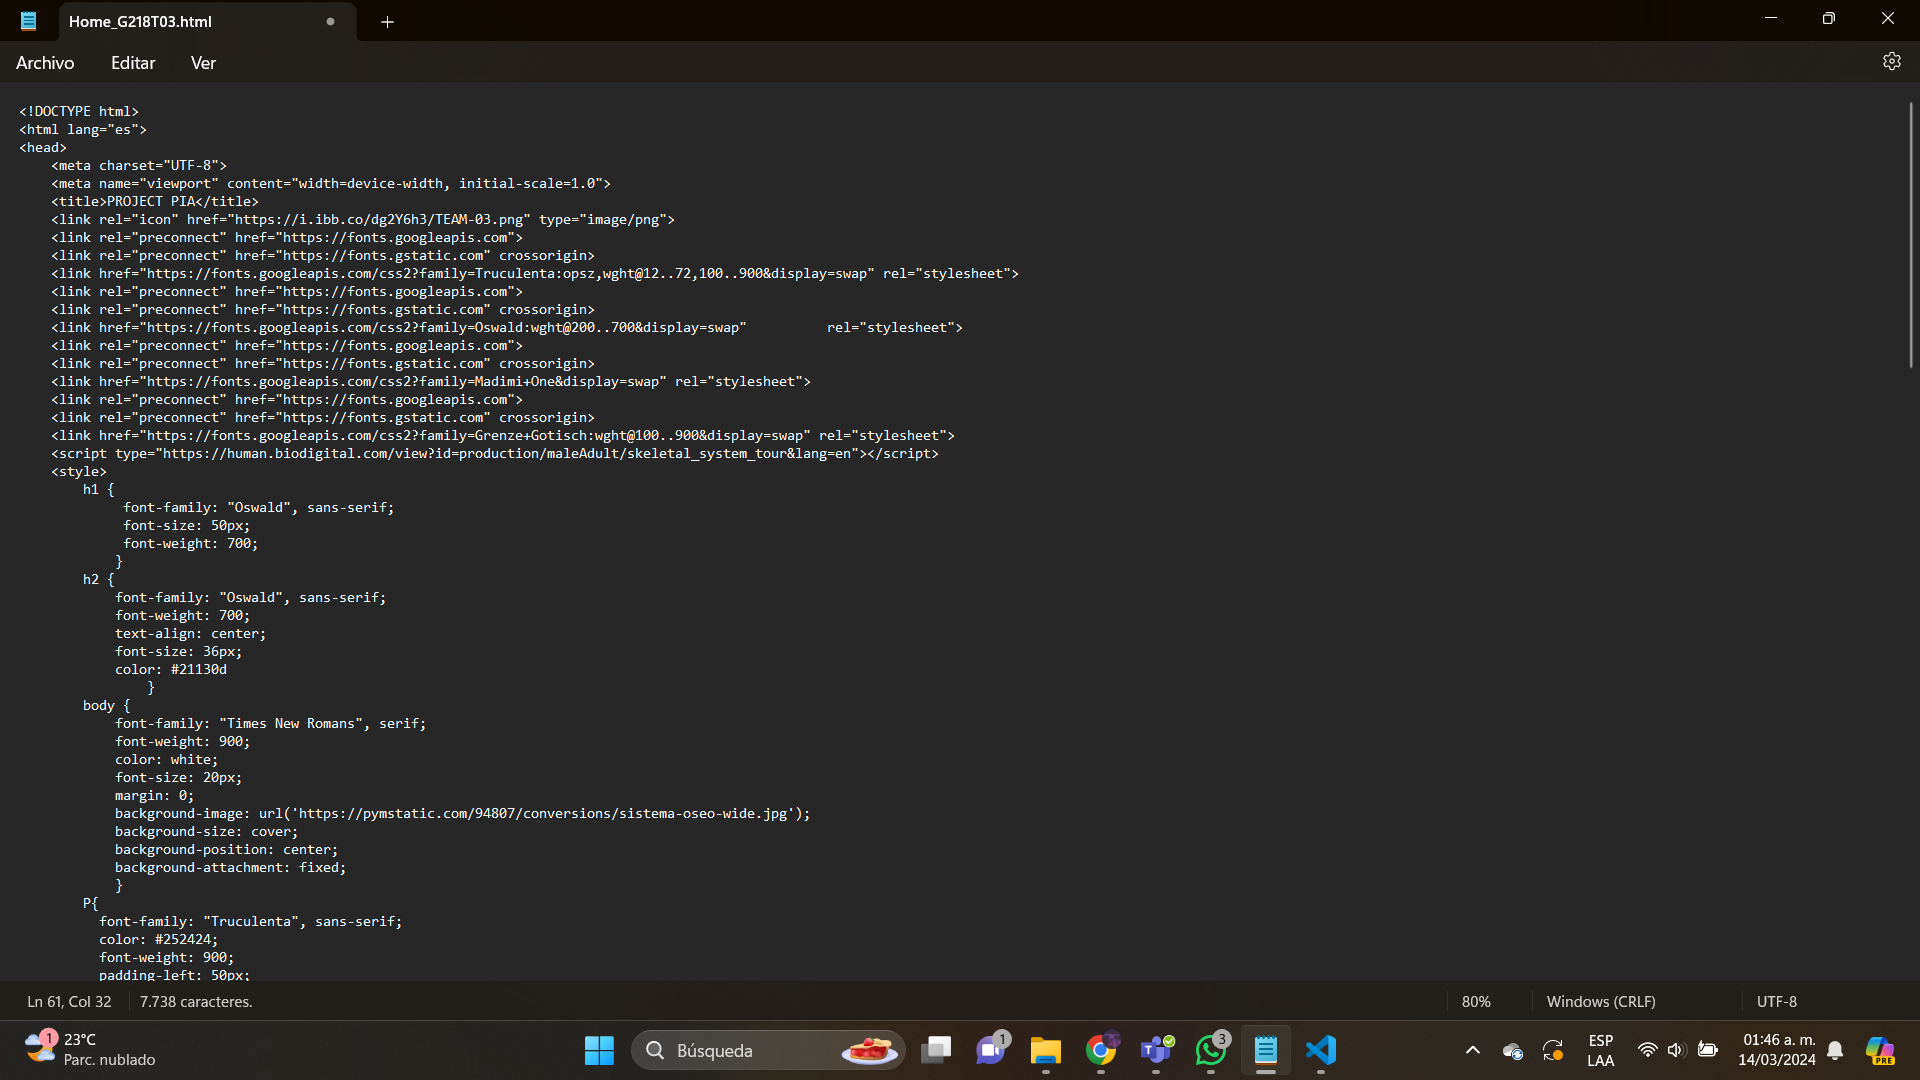 Home_G218T03.html
Archivo Editar Ver
<!DOCTYPE html>
<html lang="es">
<head>
    <meta charset="UTF-8">
    <meta name="viewport" content="width=device-width, initial-scale=1.0">
    <title>PROJECT PIA</title>
    <link rel="icon" href="https://i.ibb.co/dg2Y6h3/TEAM-03.png" type="image/png">
    <link rel="preconnect" href="https://fonts.googleapis.com">
    <link rel="preconnect" href="https://fonts.gstatic.com" crossorigin>
    <link href="https://fonts.googleapis.com/css2?family=Truculenta:opsz,wght@12..72,100..900&display=swap" rel="stylesheet">
    <link rel="preconnect" href="https://fonts.googleapis.com">
    <link rel="preconnect" href="https://fonts.gstatic.com" crossorigin>
    <link href="https://fonts.googleapis.com/css2?family=Oswald:wght@200..700&display=swap"          rel="stylesheet">
    <link rel="preconnect" href="https://fonts.googleapis.com">
    <link rel="preconnect" href="https://fonts.gstatic.com" crossorigin>
    <link href="https://fonts.googleapis.com/css2?family=Madimi+One&display=swap" rel="stylesheet">
    <link rel="preconnect" href="https://fonts.googleapis.com">
    <link rel="preconnect" href="https://fonts.gstatic.com" crossorigin>
    <link href="https://fonts.googleapis.com/css2?family=Grenze+Gotisch:wght@100..900&display=swap" rel="stylesheet">
    <script type="https://human.biodigital.com/view?id=production/maleAdult/skeletal_system_tour&lang=en"></script>
    <style>
        h1 {
             font-family: "Oswald", sans-serif;
             font-size: 50px;
             font-weight: 700;
            }
        h2 {
            font-family: "Oswald", sans-serif;
            font-weight: 700;
            text-align: center;
            font-size: 36px;
            color: #21130d
                }
        body {
            font-family: "Times New Romans", serif;
            font-weight: 900;
            color: white;
            font-size: 20px;
            margin: 0;
            background-image: url('https://pymstatic.com/94807/conversions/sistema-oseo-wide.jpg');
            background-size: cover;
            background-position: center;
            background-attachment: fixed;
            }
        P{
          font-family: "Truculenta", sans-serif;
          color: #252424;
          font-weight: 900;
          padding-left: 50px;
Ln 61, Col 32 7.738 caracteres. 80% Windows (CRLF) UTF-8
1 23°C
Parc. nublado
Búsqueda
1
3
ESP
LAA
01:46 a. m.
14/03/2024
PRE